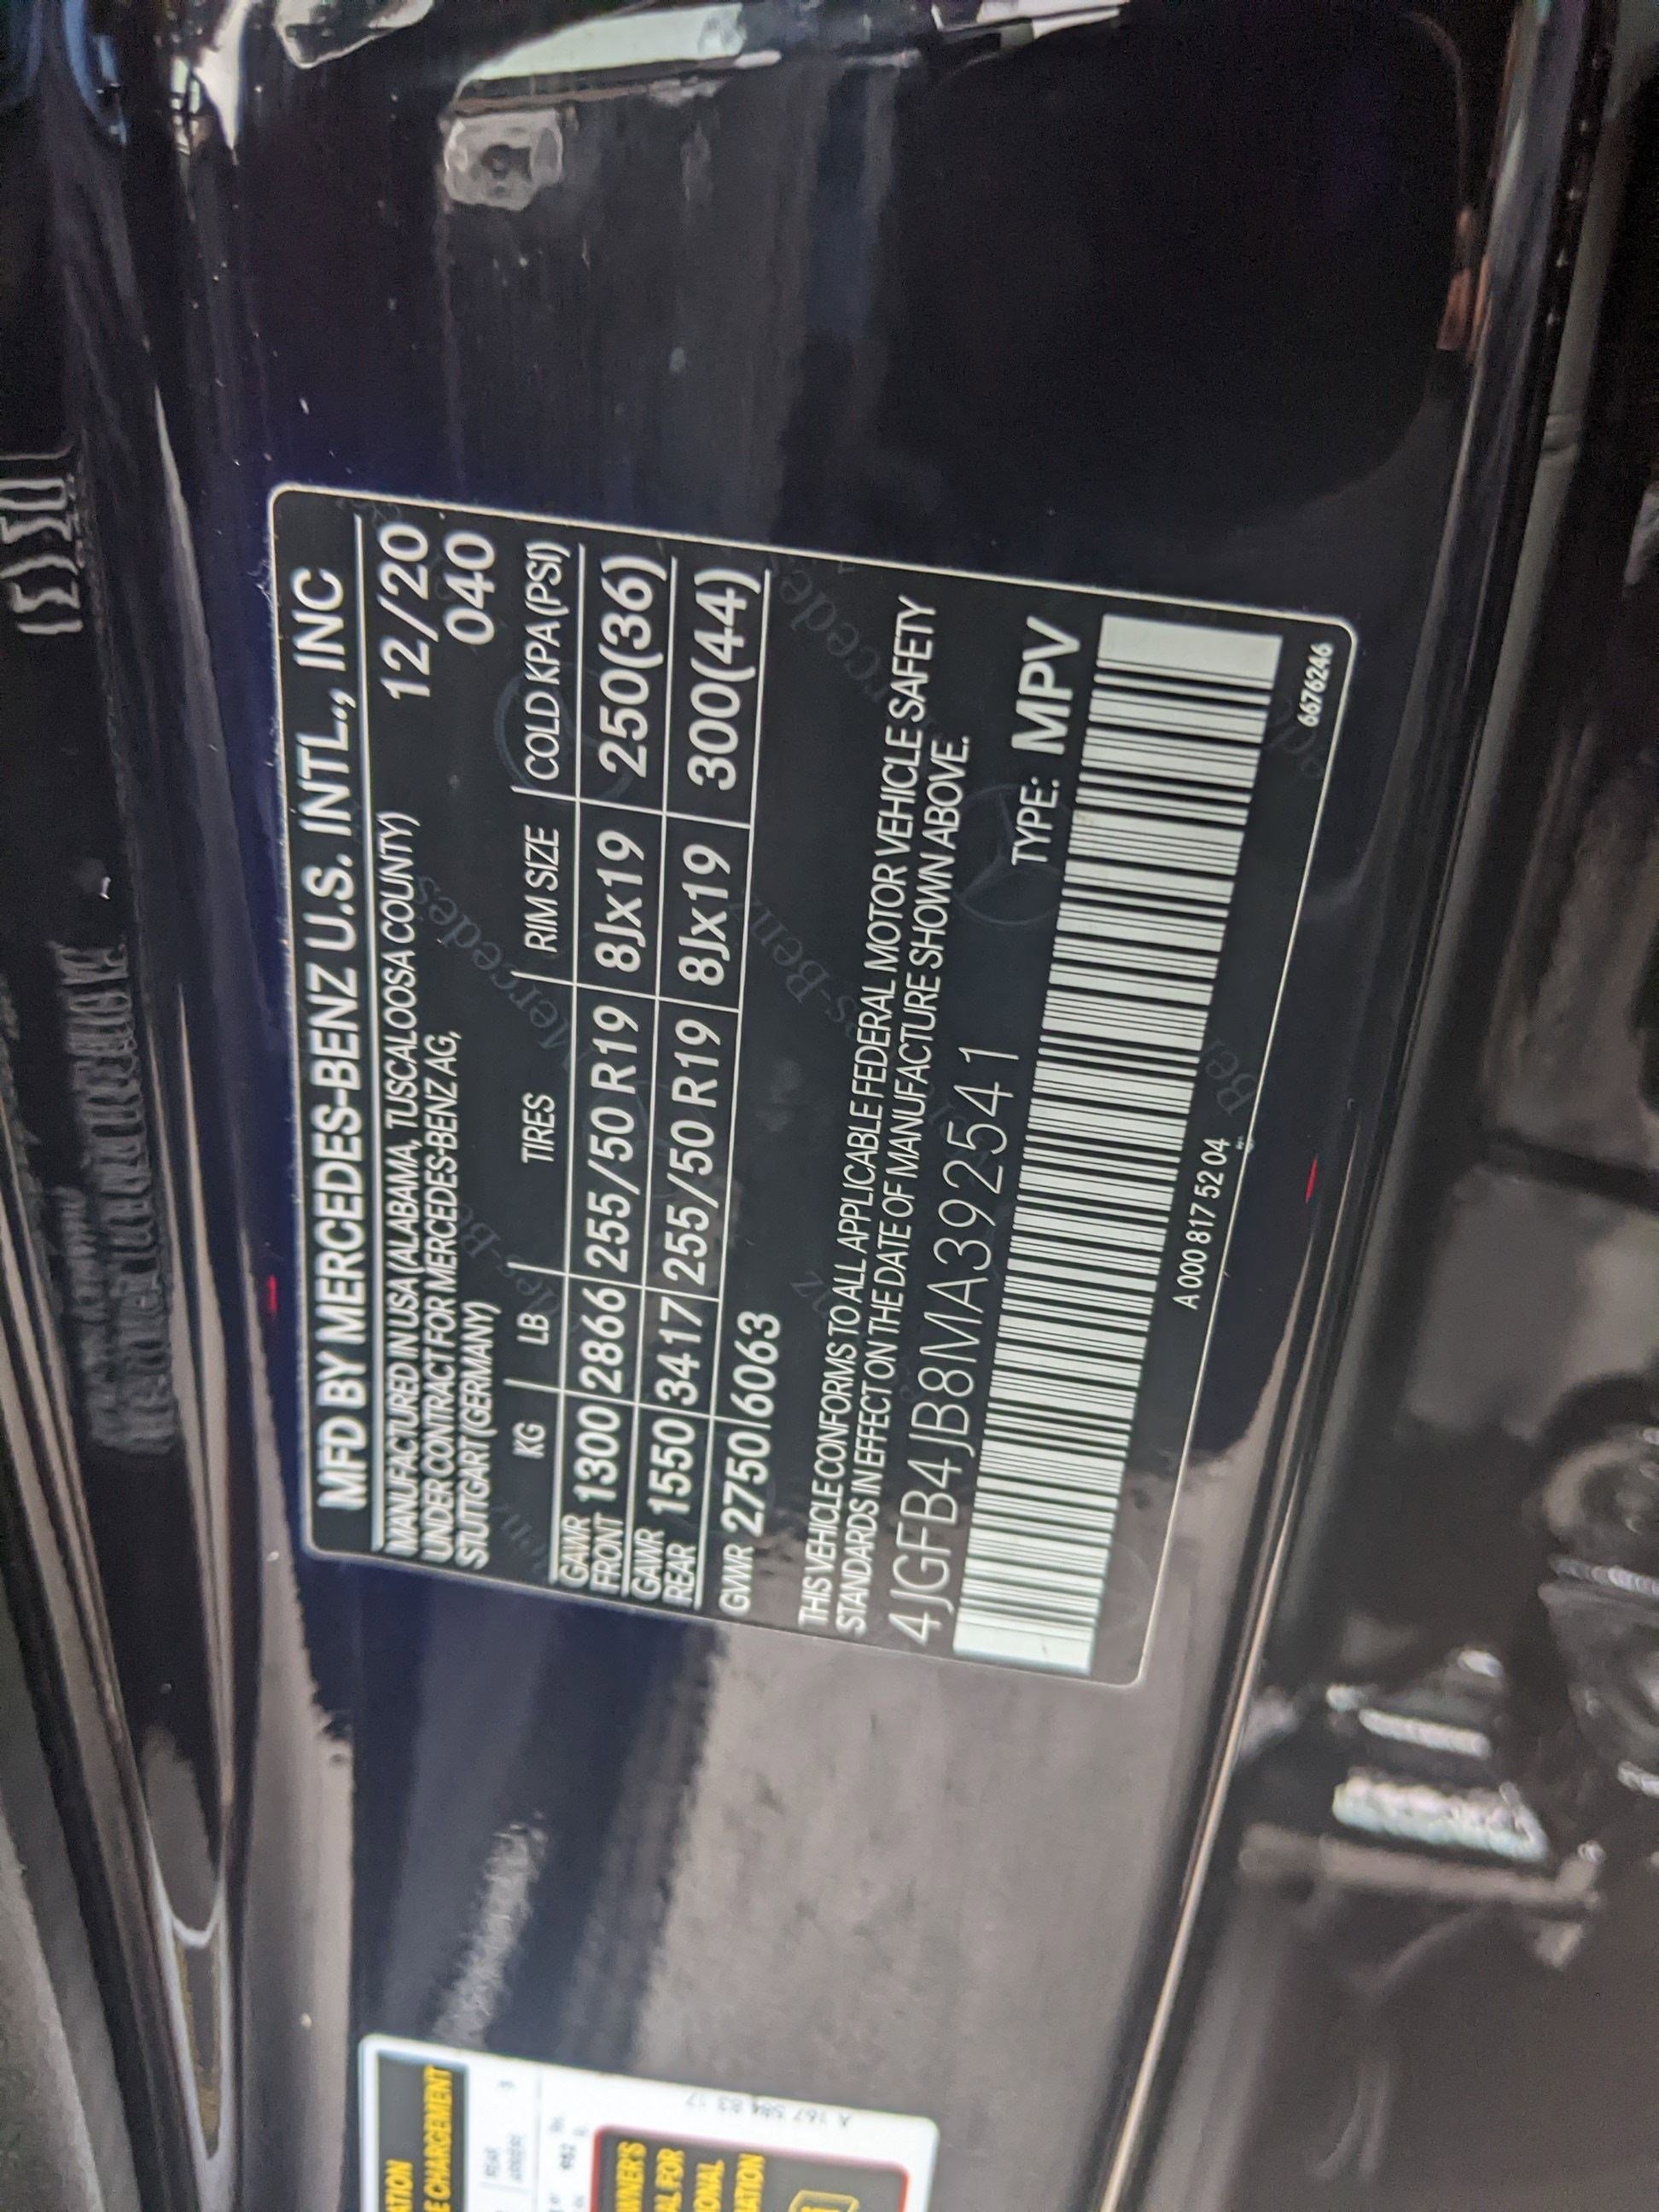 MFD BY MERCEDES-BENZ U.S. INTL., INC
MANUFACTURED IN USA (ALABAMA, TUSCALOOSA COUNTY) 12/20
UNDER CONTRACT FOR MERCEDES-BENZ AG, 040
STUTTGART (GERMANY)
KG LB TIRES RIM SIZE COLD KPA (PSI)
GAWR FRONT 1300 2866 255/50 R19 8Jx19 250(36)
GAWR REAR 1550 3417 255/50 R19 8Jx19 300(44)
GVWR 2750 6063
THIS VEHICLE CONFORMS TO ALL APPLICABLE FEDERAL MOTOR VEHICLE SAFETY
STANDARDS IN EFFECT ON THE DATE OF MANUFACTURE SHOWN ABOVE.
4JGFB4JB8MA392541 TYPE: MPV
A 000 817 52 04 6676246
E CHARGEMENT